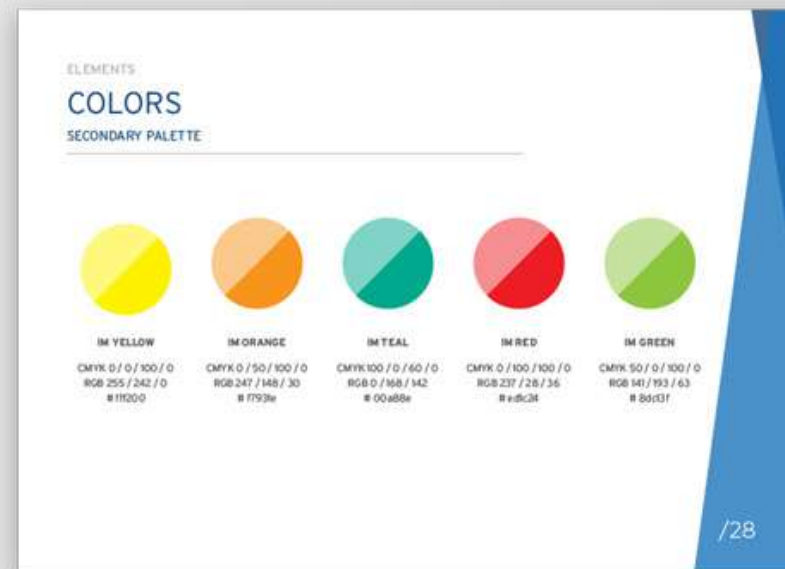 ELEMENTS
COLORS
SECONDARY PALETTE
IM YELLOW
CMYK 0 / 0 / 100 / 0
RGB 255 / 242 / 0
# fff200
IM ORANGE
CMYK 0 / 50 / 100 / 0
RGB 247 / 148 / 30
# f7931e
IM TEAL
CMYK 100 / 0 / 60 / 0
RGB 0 / 168 / 142
# 00a88e
IM RED
CMYK 0 / 100 / 100 / 0
RGB 237 / 28 / 36
# ed1c24
IM GREEN
CMYK 50 / 0 / 100 / 0
RGB 141 / 193 / 63
# 8dc13f
/28